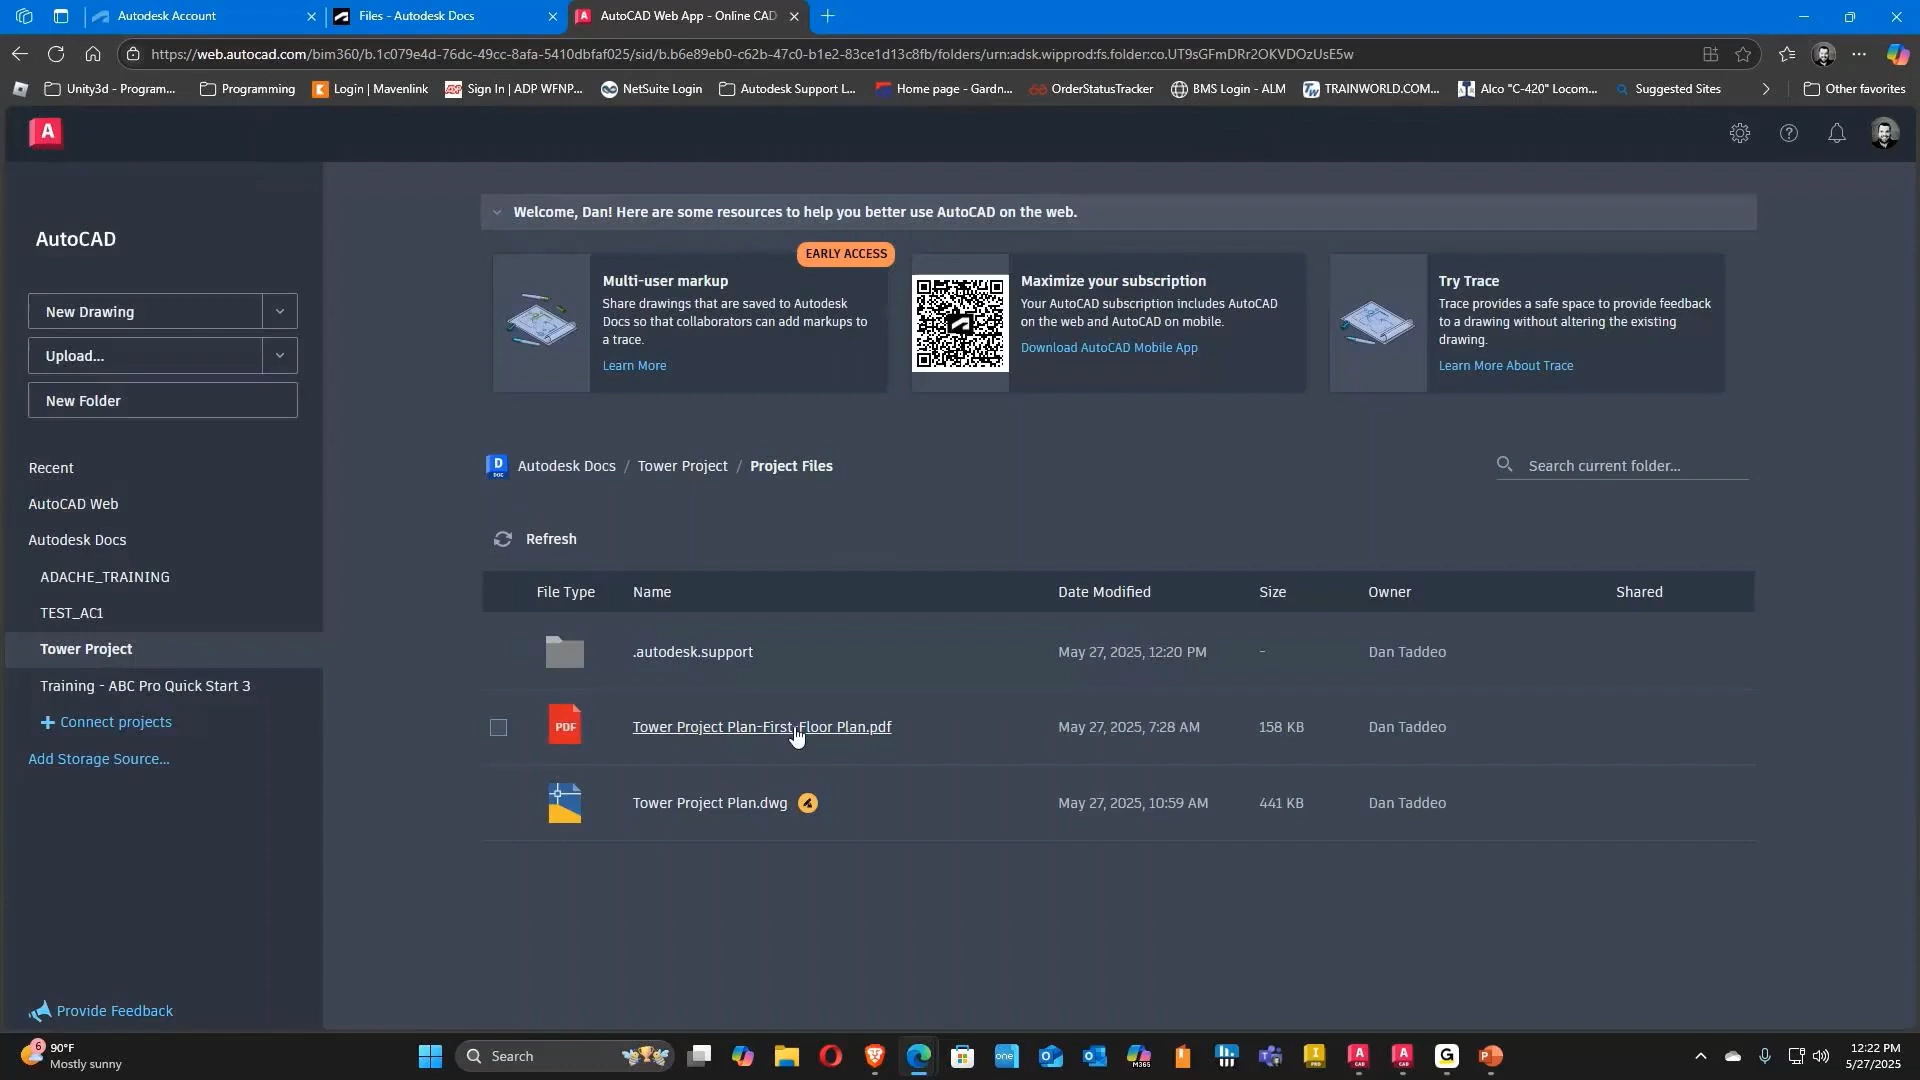 Autodesk Account
Files - Autodesk Docs
AutoCAD Web App - Online CAD
https://web.autocad.com/bim360/b.1c079e4d-76dc-49cc-8afa-5410dbfaf025/sid/b.b6e89eb0-c62b-47c0-b1e2-83ce1d13c8fb/folders/urn:adsk.wipprod:fs.folder:co.UT9sGFmDRr2OKVDOzUsE5w
Unity3d - Program...
Programming
Login | Mavenlink
Sign In | ADP WFNP...
NetSuite Login
Autodesk Support L...
Home page - Gardn...
OrderStatusTracker
BMS Login - ALM
TRAINWORLD.COM...
Alco "C-420" Locom...
Suggested Sites
Other favorites
A
AutoCAD
New Drawing
Upload...
New Folder
Recent
AutoCAD Web
Autodesk Docs
ADACHE_TRAINING
TEST_AC1
Tower Project
Training - ABC Pro Quick Start 3
Connect projects
Add Storage Source...
Provide Feedback
Welcome, Dan! Here are some resources to help you better use AutoCAD on the web.
EARLY ACCESS
Multi-user markup
Share drawings that are saved to Autodesk
Docs so that collaborators can add markups to
a trace.
Learn More
Maximize your subscription
Your AutoCAD subscription includes AutoCAD
on the web and AutoCAD on mobile.
Download AutoCAD Mobile App
Try Trace
Trace provides a safe space to provide feedback
to a drawing without altering the existing
drawing.
Learn More About Trace
D
DOC
Autodesk Docs / Tower Project / Project Files
Search current folder...
Refresh
File Type Name Date Modified Size Owner Shared
.autodesk.support May 27, 2025, 12:20 PM - Dan Taddeo
PDF Tower Project Plan-First Floor Plan.pdf May 27, 2025, 7:28 AM 158 KB Dan Taddeo
Tower Project Plan.dwg May 27, 2025, 10:59 AM 441 KB Dan Taddeo
6
90°F
Mostly sunny
Search
one
M365
12:22 PM
5/27/2025